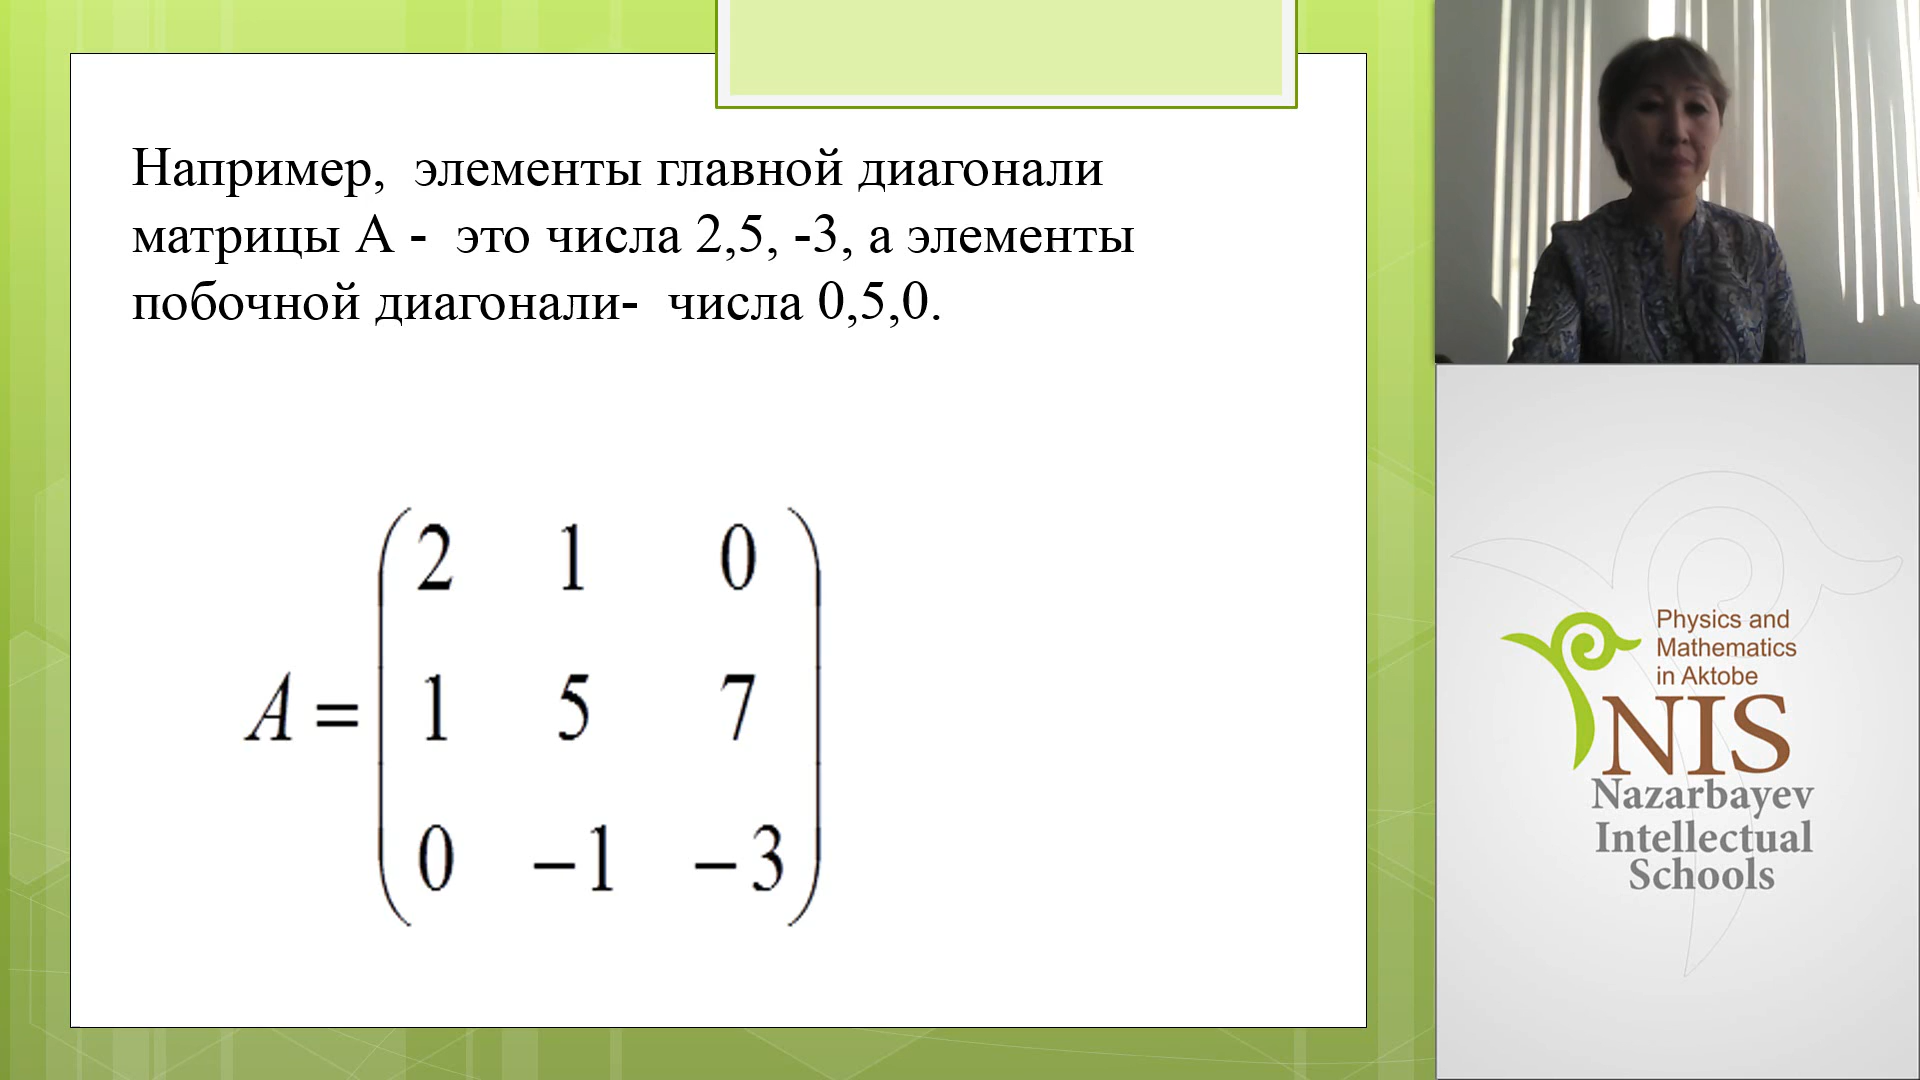 Например,  элементы главной диагонали
матрицы А -  это числа 2,5, -3, а элементы
побочной диагонали-  числа 0,5,0.
A = ( 2 1 0
1 5 7
0 −1 −3 )
Physics and
Mathematics
in Aktobe
NIS
Nazarbayev
Intellectual
Schools